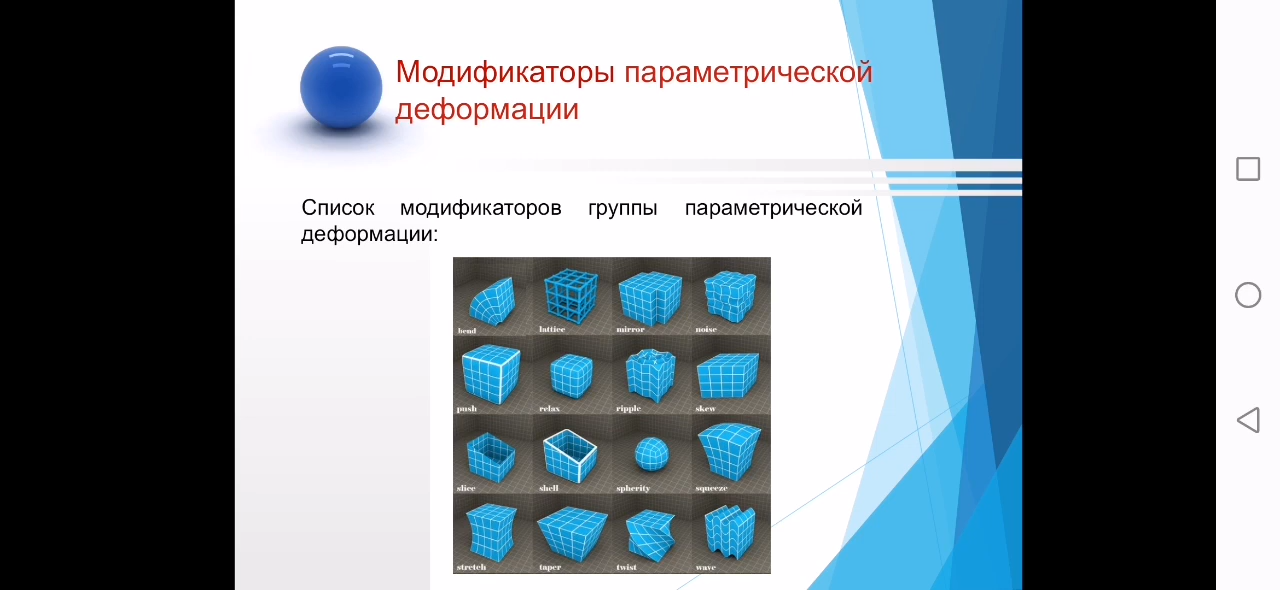 Модификаторы параметрической
деформации
Список модификаторов группы параметрической
деформации:
bend lattice mirror noise
push relax ripple skew
slice shell spherity squeeze
stretch taper twist wave